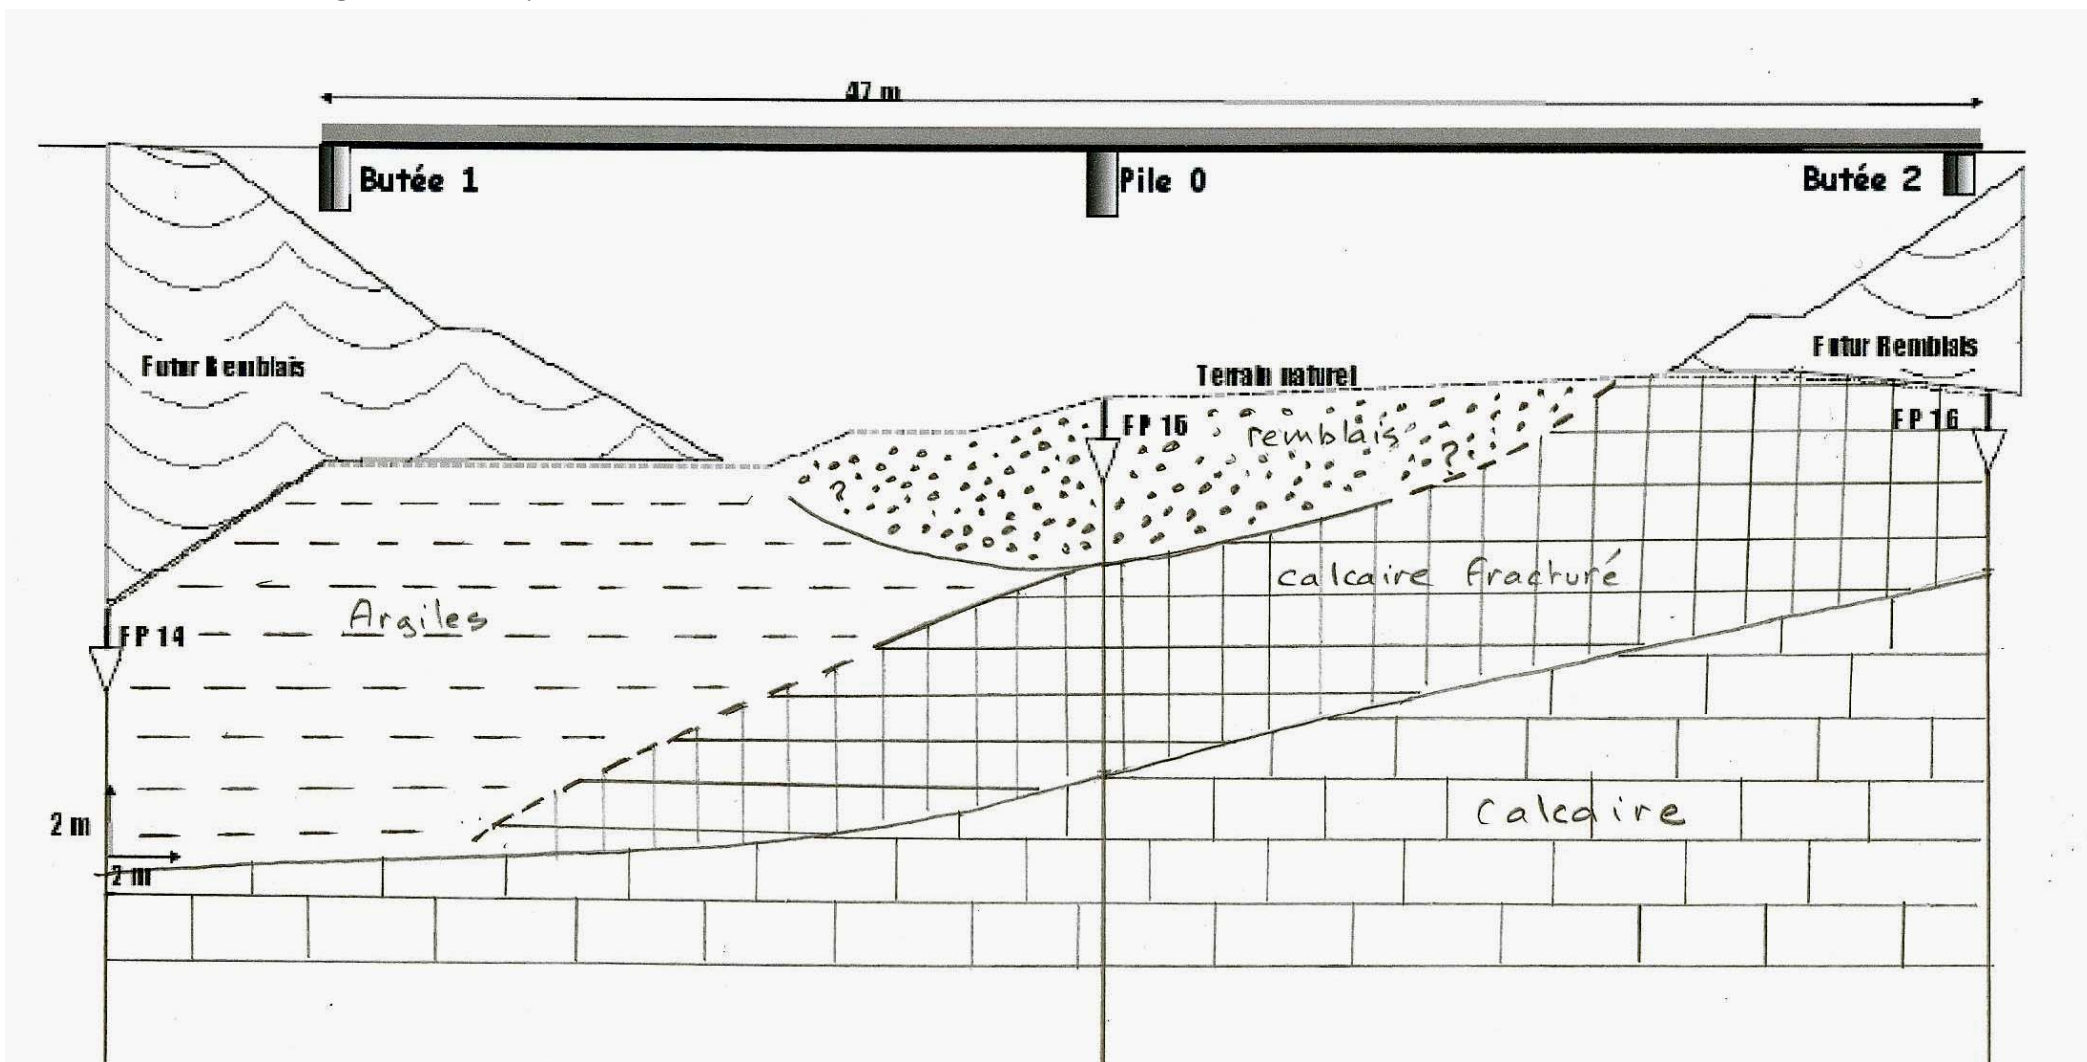 47 m
Butée 1
Pile 0
Butée 2
Futur Remblais
Futur Remblais
Terrain naturel
FP 15
remblais
FP 16
?
?
calcaire fracturé
Argiles
FP 14
calcaire
2 m
2 m